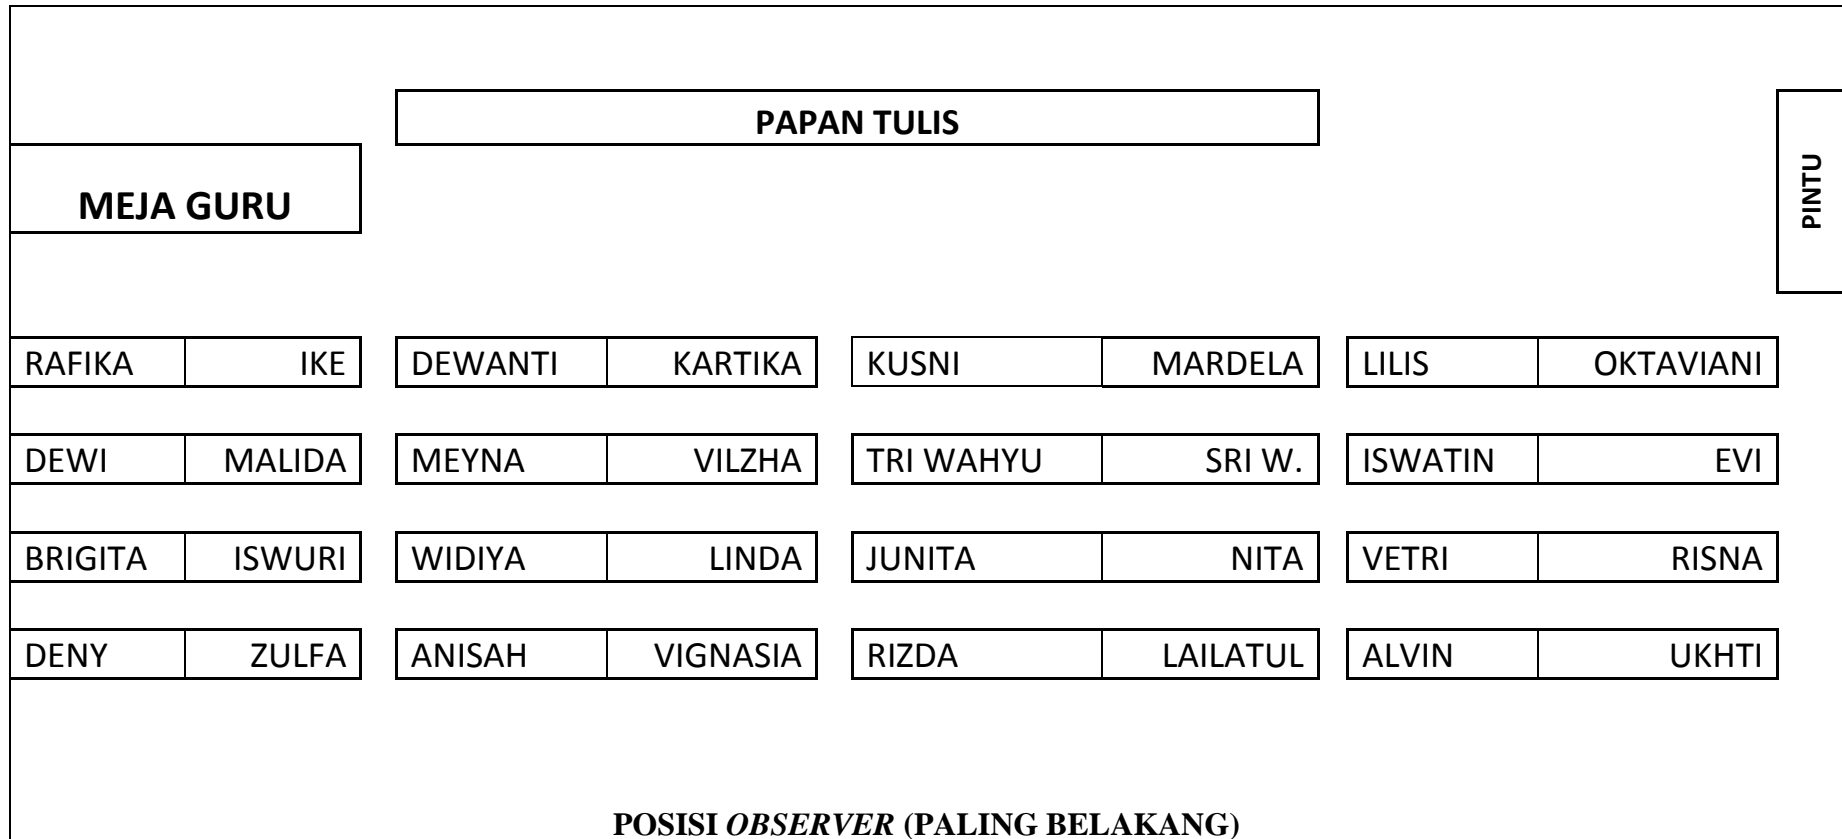 PAPAN TULIS
MEJA GURU
PINTU
RAFIKA IKE DEWANTI KARTIKA KUSNI MARDELA LILIS OKTAVIANI
DEWI MALIDA MEYNA VILZHA TRI WAHYU SRI W. ISWATIN EVI
BRIGITA ISWURI WIDIYA LINDA JUNITA NITA VETRI RISNA
DENY ZULFA ANISAH VIGNASIA RIZDA LAILATUL ALVIN UKHTI
POSISI OBSERVER (PALING BELAKANG)